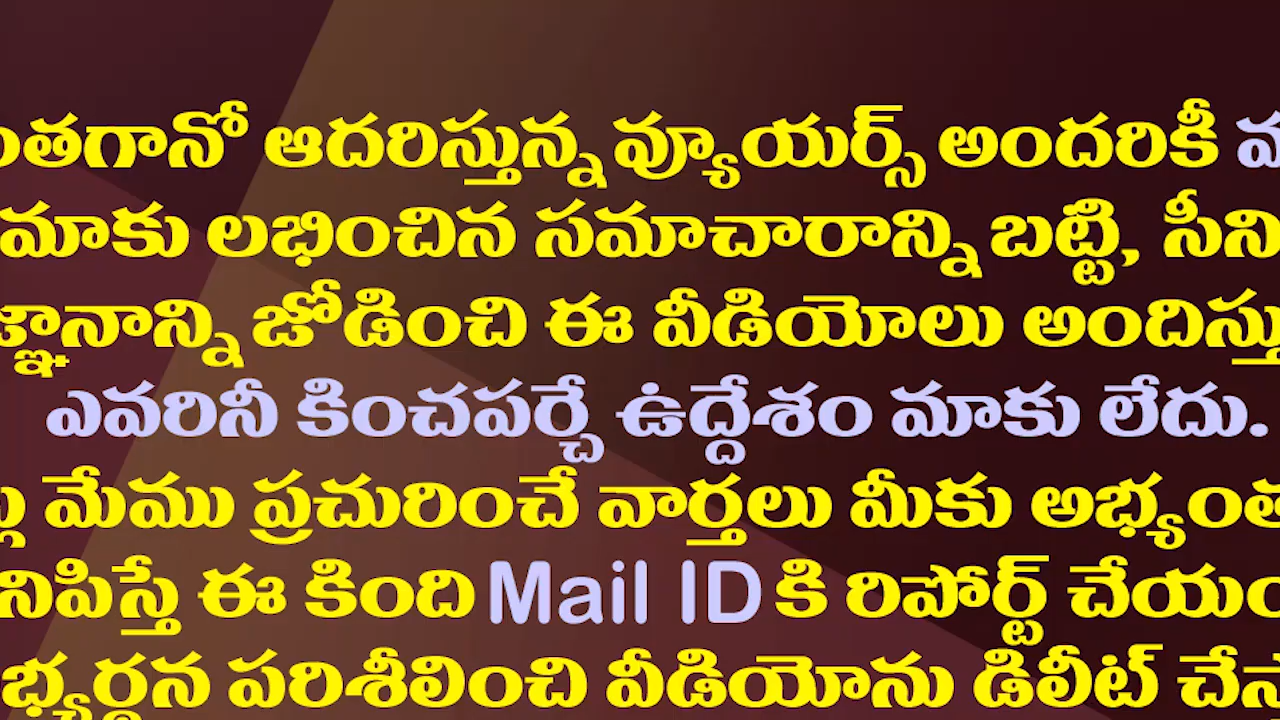 ంతగానో ఆదరిస్తున్న వ్యూయర్స్ అందరికీ
మాకు లభించిన సమాచారాన్ని బట్టి, సీని
జ్ఞానాన్ని జోడించి ఈ వీడియోలు అందిస్తు
ఎవరినీ కించపర్చే ఉద్దేశం మాకు లేదు.
మేము ప్రచురించే వార్తలు మీకు అభ్యంత
నిపిస్తే ఈ కింది Mail ID కి రిపోర్ట్ చేయం
భ్యర్థన పరిశీలించి వీడియోను డిలీట్ చేస